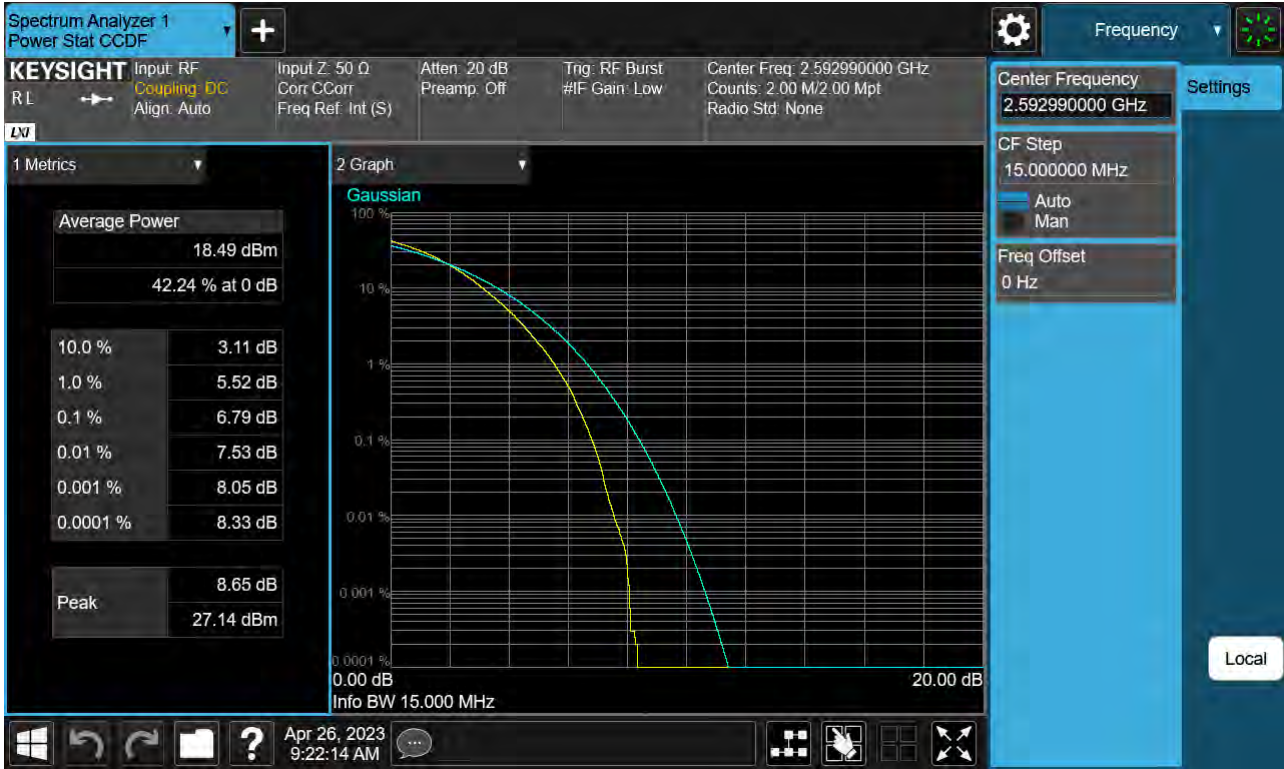 Spectrum Analyzer 1
Power Stat CCDF
Frequency
KEYSIGHT
R L
LXI
Input: RF
Coupling: DC
Align: Auto
Input Z: 50 Ω
Corr CCorr
Freq Ref: Int (S)
Atten: 20 dB
Preamp: Off
Trig: RF Burst
#IF Gain: Low
Center Freq: 2.592990000 GHz
Counts: 2.00 M/2.00 Mpt
Radio Std: None
Center Frequency
2.592990000 GHz
Settings
CF Step
15.000000 MHz
Auto
Man
Freq Offset
0 Hz
1 Metrics
Average Power
18.49 dBm
42.24 % at 0 dB
10.0 % 3.11 dB
1.0 % 5.52 dB
0.1 % 6.79 dB
0.01 % 7.53 dB
0.001 % 8.05 dB
0.0001 % 8.33 dB
Peak
8.65 dB
27.14 dBm
2 Graph
Gaussian
100 %
10 %
1 %
0.1 %
0.01 %
0.001 %
0.0001 %
0.00 dB 20.00 dB
Info BW 15.000 MHz
Local
?
Apr 26, 2023
9:22:14 AM